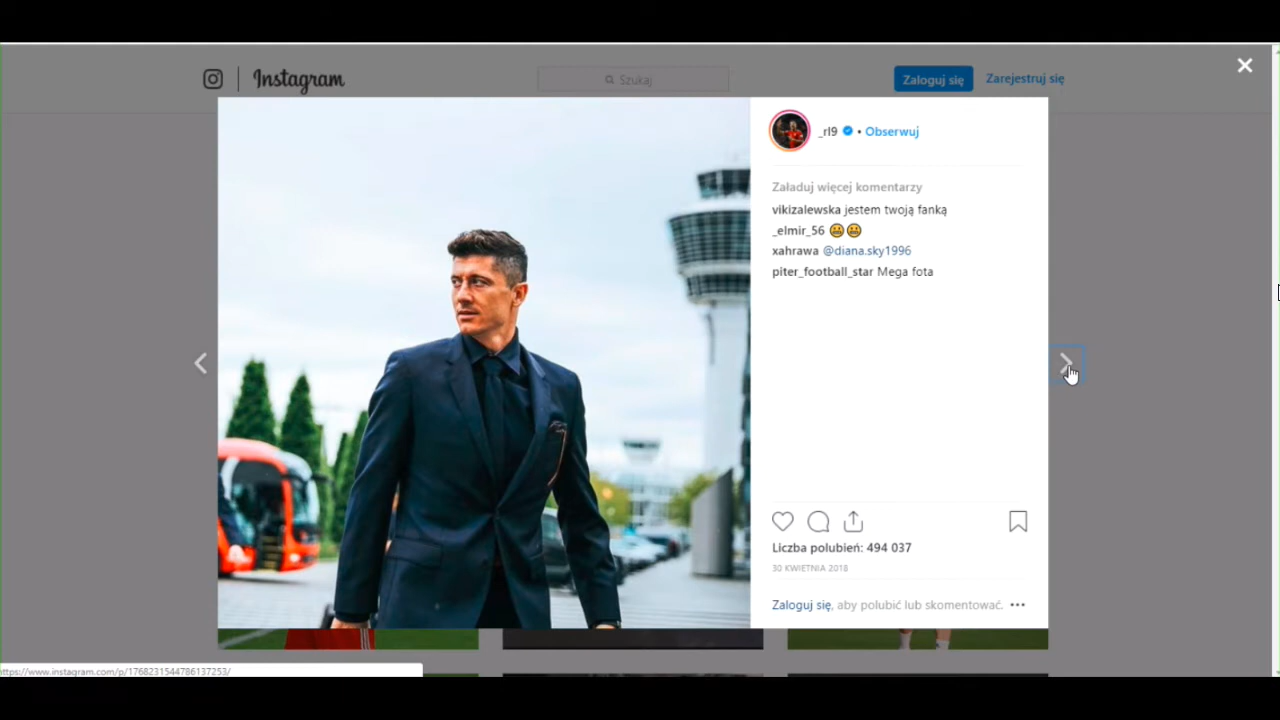 Instagram
Szukaj
Zaloguj się
Zarejestruj się
_rl9 • Obserwuj
Załaduj więcej komentarzy
vikizalewska jestem twoją fanką
_elmir_56 😀😀
xahrawa @diana.sky1996
piter_football_star Mega fota
Liczba polubień: 494 037
30 KWIETNIA 2018
Zaloguj się, aby polubić lub skomentować.
https://www.instagram.com/p/1768231544786137253/